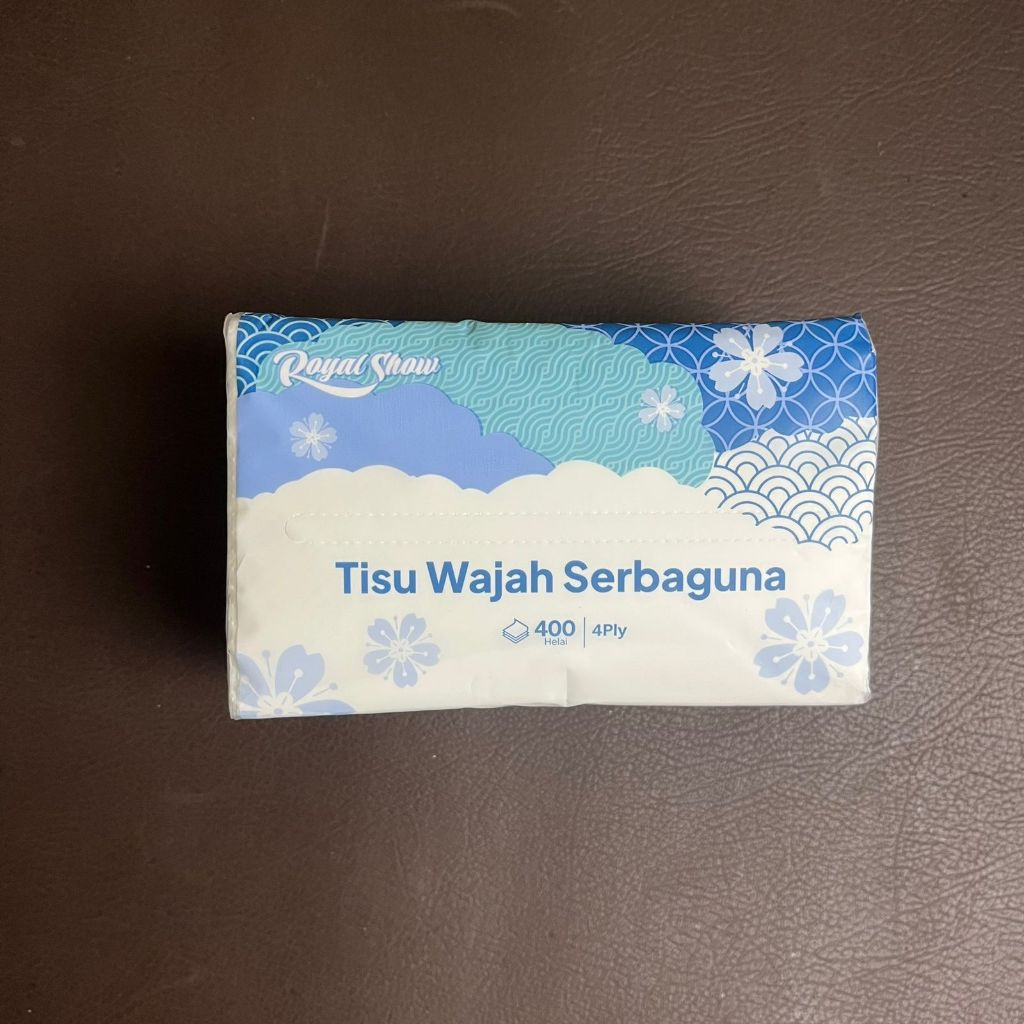 Royal Show
Tisu Wajah Serbaguna
400 Helai | 4Ply